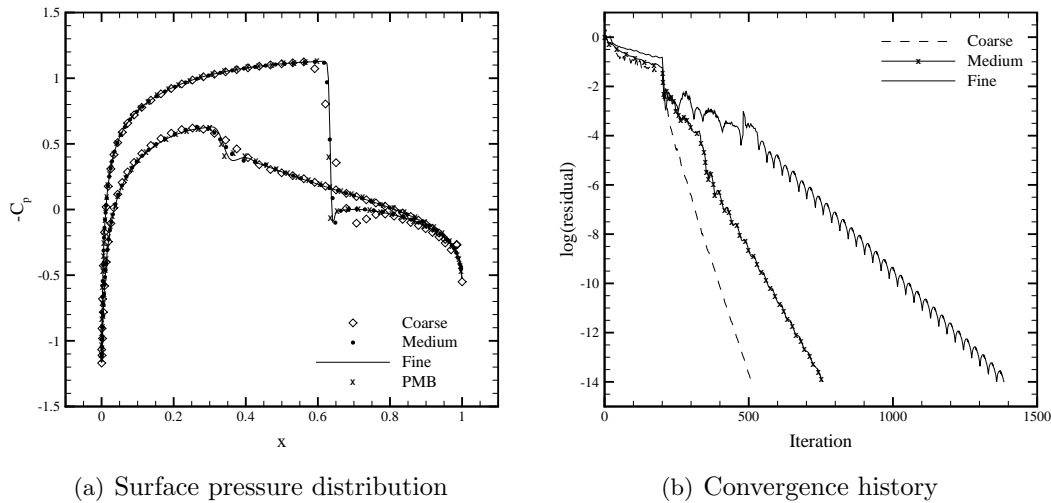 1.5
1
0.5
0
-0.5
-1
-1.5
-Cp
0 0.2 0.4 0.6 0.8 1
x
Coarse
Medium
Fine
PMB
(a) Surface pressure distribution
0
-2
-4
-6
-8
-10
-12
-14
log(residual)
0 500 1000 1500
Iteration
Coarse
Medium
Fine
(b) Convergence history